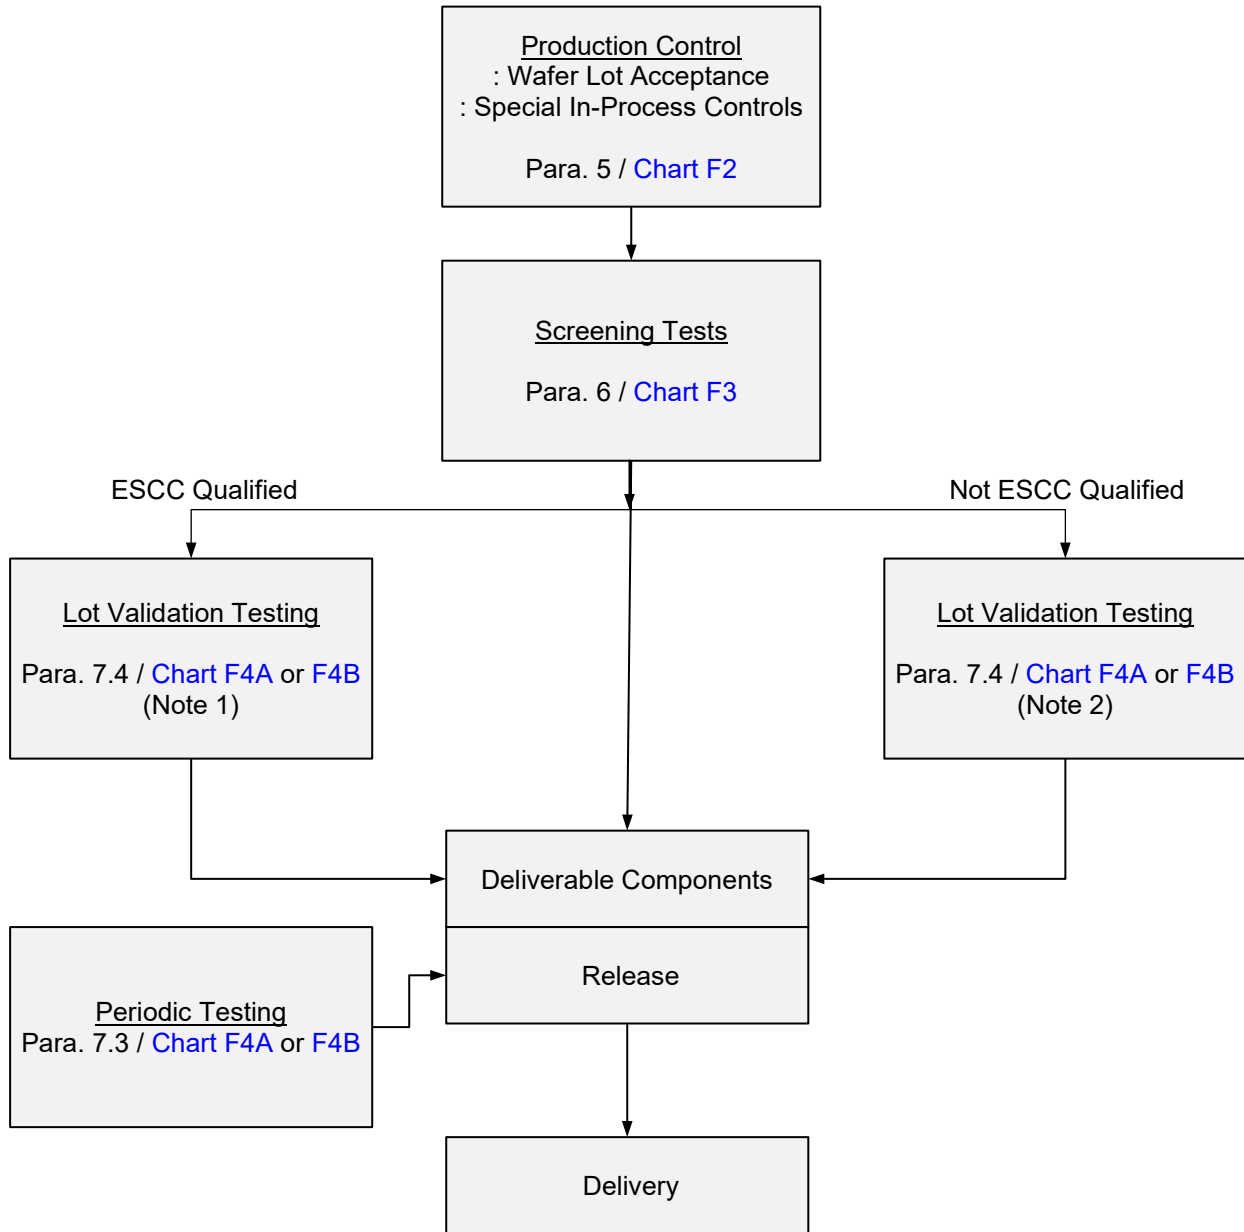 Production Control
: Wafer Lot Acceptance
: Special In-Process Controls
Para. 5 / Chart F2
Screening Tests
Para. 6 / Chart F3
ESCC Qualified
Not ESCC Qualified
Lot Validation Testing
Para. 7.4 / Chart F4A or F4B
(Note 1)
Lot Validation Testing
Para. 7.4 / Chart F4A or F4B
(Note 2)
Deliverable Components
Release
Periodic Testing
Para. 7.3 / Chart F4A or F4B
Delivery